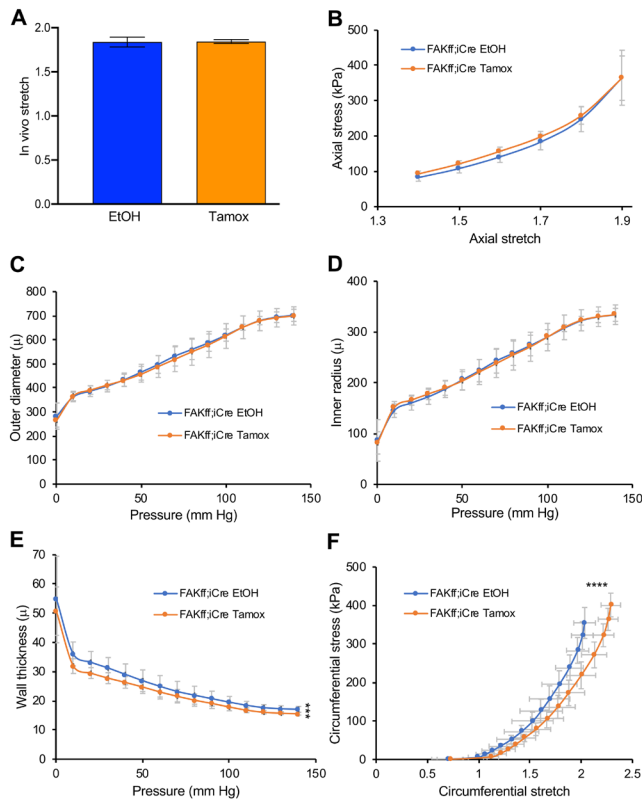 A
In vivo stretch
2.0
1.5
1.0
0.5
0.0
EtOH
Tamox
B
FAKff;iCre EtOH
FAKff;iCre Tamox
Axial stress (kPa)
500
400
300
200
100
0
1.3
1.5
1.7
1.9
Axial stretch
C
Outer diameter (μ)
800
700
600
500
400
300
200
100
0
FAKff;iCre EtOH
FAKff;iCre Tamox
0
50
100
150
Pressure (mm Hg)
D
Inner radius (μ)
400
300
200
100
0
FAKff;iCre EtOH
FAKff;iCre Tamox
0
50
100
150
Pressure (mm Hg)
E
Wall thickness (μ)
70
60
50
40
30
20
10
0
FAKff;iCre EtOH
FAKff;iCre Tamox
***
0
50
100
150
Pressure (mm Hg)
F
Circumferential stress (kPa)
500
400
300
200
100
0
FAKff;iCre EtOH
FAKff;iCre Tamox
****
0
0.5
1
1.5
2
2.5
Circumferential stretch